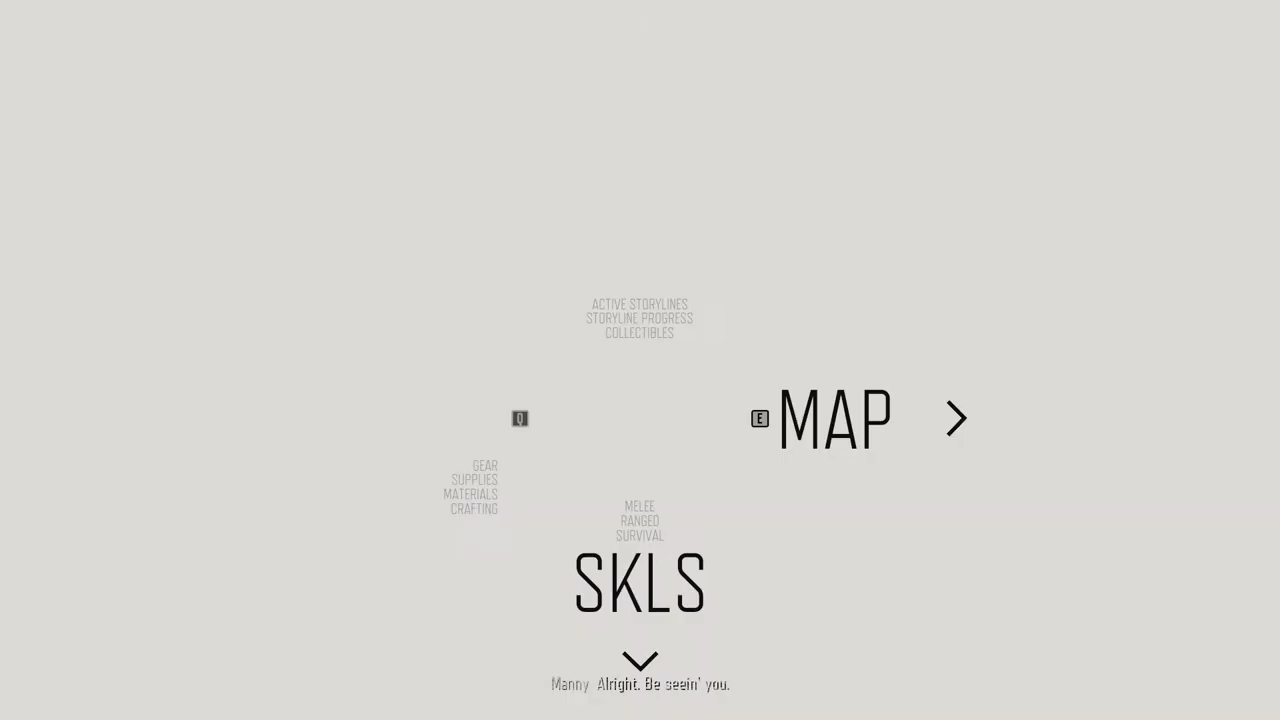 ACTIVE STORYLINES
STORYLINE PROGRESS
COLLECTIBLES
Q
E MAP
GEAR
SUPPLIES
MATERIALS
CRAFTING
MELEE
RANGED
SURVIVAL
SKLS
Manny Alright. Be seein' you.